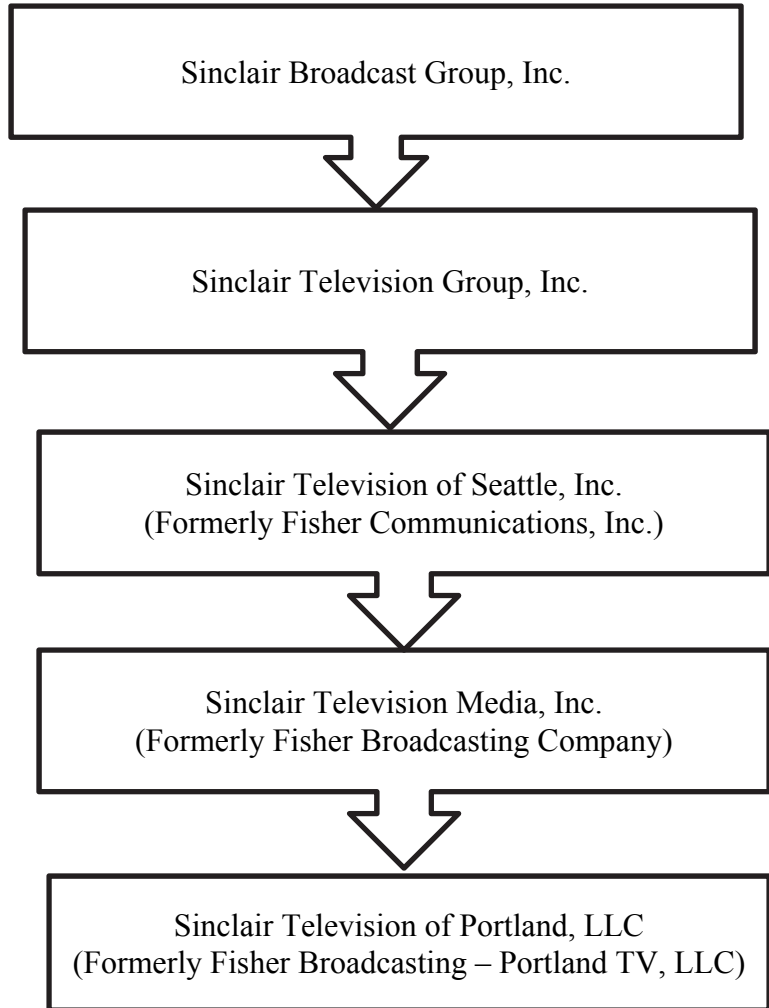 Sinclair Broadcast Group, Inc.
Sinclair Television Group, Inc.
Sinclair Television of Seattle, Inc.
(Formerly Fisher Communications, Inc.)
Sinclair Television Media, Inc.
(Formerly Fisher Broadcasting Company)
Sinclair Television of Portland, LLC
(Formerly Fisher Broadcasting – Portland TV, LLC)